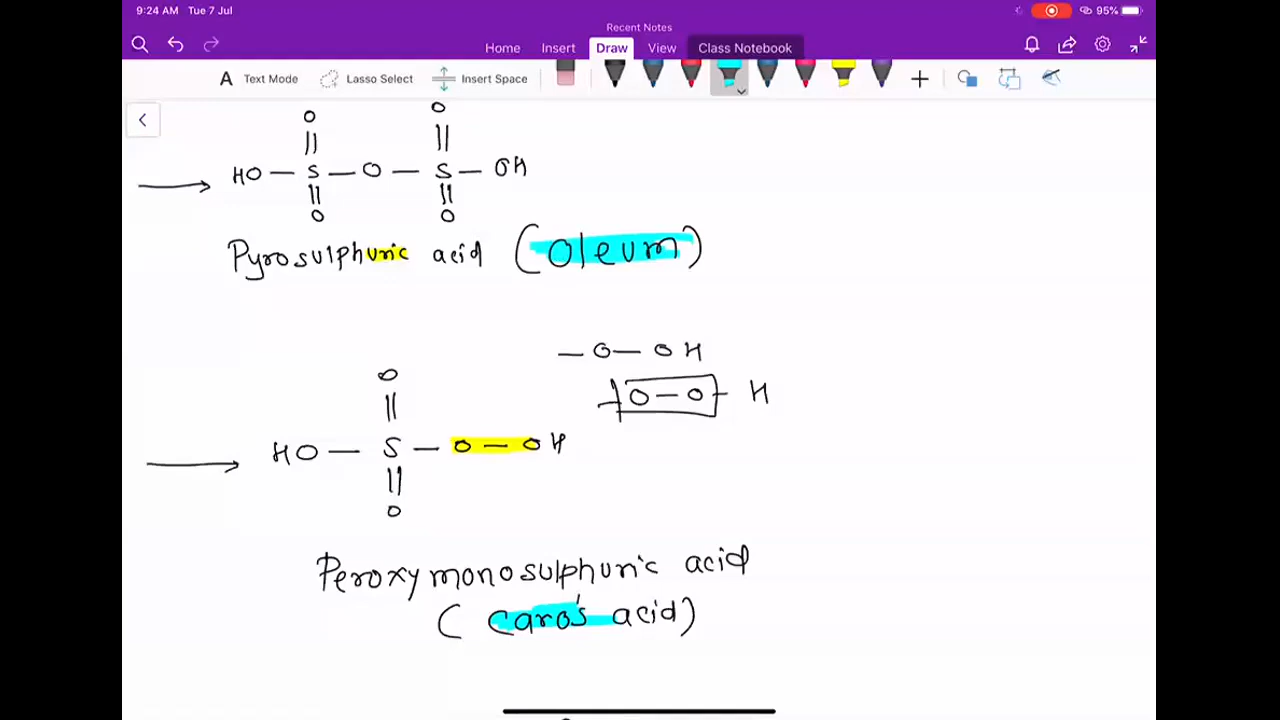 9:24 AM Tue 7 Jul 95%
Recent Notes
Home Insert Draw View Class Notebook
A Text Mode Lasso Select Insert Space
O O
HO — S — O — S — OH
O O
Pyrosulphuric acid (Oleum)
— O — OH
O
O — O — H
HO — S — O — OH
O
Peroxymonosulphuric acid
(Caro's acid)